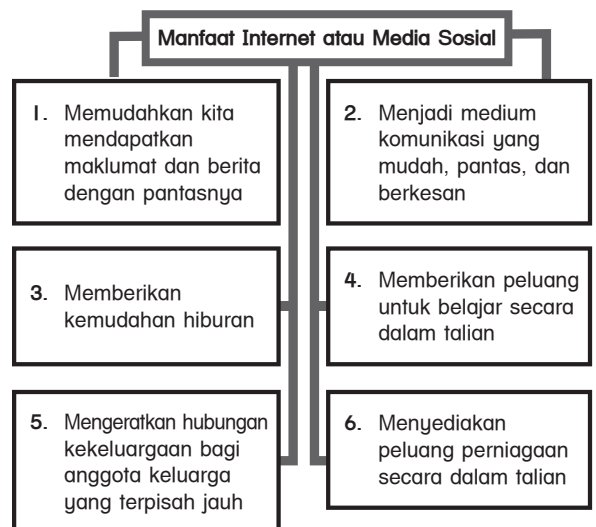 Manfaat Internet atau Media Sosial
1. Memudahkan kita
mendapatkan
maklumat dan berita
dengan pantasnya
2. Menjadi medium
komunikasi yang
mudah, pantas, dan
berkesan
3. Memberikan
kemudahan hiburan
4. Memberikan peluang
untuk belajar secara
dalam talian
5. Mengeratkan hubungan
kekeluargaan bagi
anggota keluarga
yang terpisah jauh
6. Menyediakan
peluang perniagaan
secara dalam talian